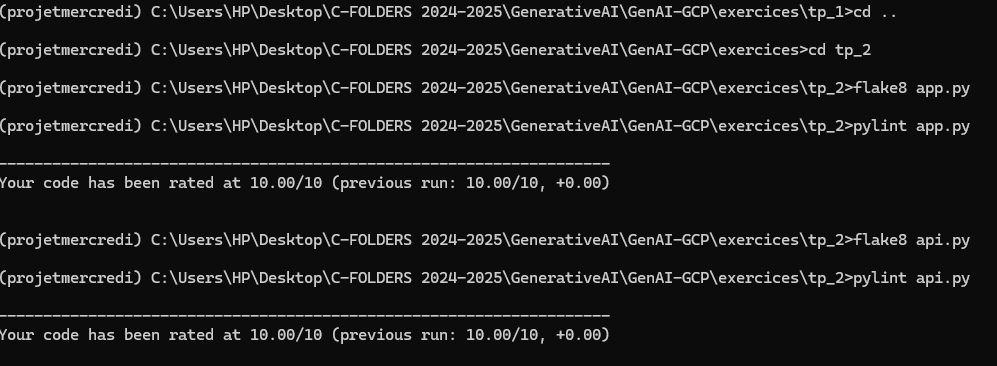 (projetmercredi) C:\Users\HP\Desktop\C-FOLDERS 2024-2025\GenerativeAI\GenAI-GCP\exercices\tp_1>cd ..
(projetmercredi) C:\Users\HP\Desktop\C-FOLDERS 2024-2025\GenerativeAI\GenAI-GCP\exercices>cd tp_2
(projetmercredi) C:\Users\HP\Desktop\C-FOLDERS 2024-2025\GenerativeAI\GenAI-GCP\exercices\tp_2>flake8 app.py
(projetmercredi) C:\Users\HP\Desktop\C-FOLDERS 2024-2025\GenerativeAI\GenAI-GCP\exercices\tp_2>pylint app.py
--------------------------------------------------------------------
Your code has been rated at 10.00/10 (previous run: 10.00/10, +0.00)
(projetmercredi) C:\Users\HP\Desktop\C-FOLDERS 2024-2025\GenerativeAI\GenAI-GCP\exercices\tp_2>flake8 api.py
(projetmercredi) C:\Users\HP\Desktop\C-FOLDERS 2024-2025\GenerativeAI\GenAI-GCP\exercices\tp_2>pylint api.py
--------------------------------------------------------------------
Your code has been rated at 10.00/10 (previous run: 10.00/10, +0.00)